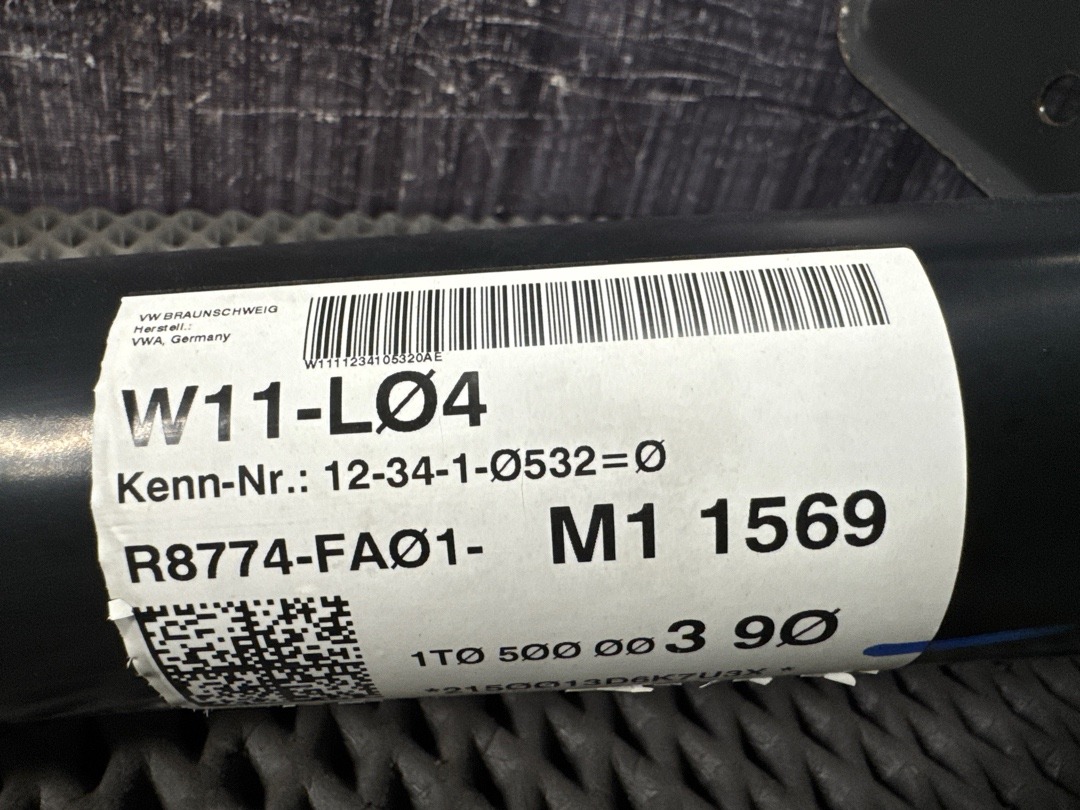 VW BRAUNSCHWEIG
Herstell.:
VWA, Germany
W1111234105320AE
W11-LØ4
Kenn-Nr.: 12-34-1-Ø532=Ø
R8774-FAØ1- M1 1569
1TØ 5ØØ ØØ3 9Ø
*215ØØ13D6K7U3X *